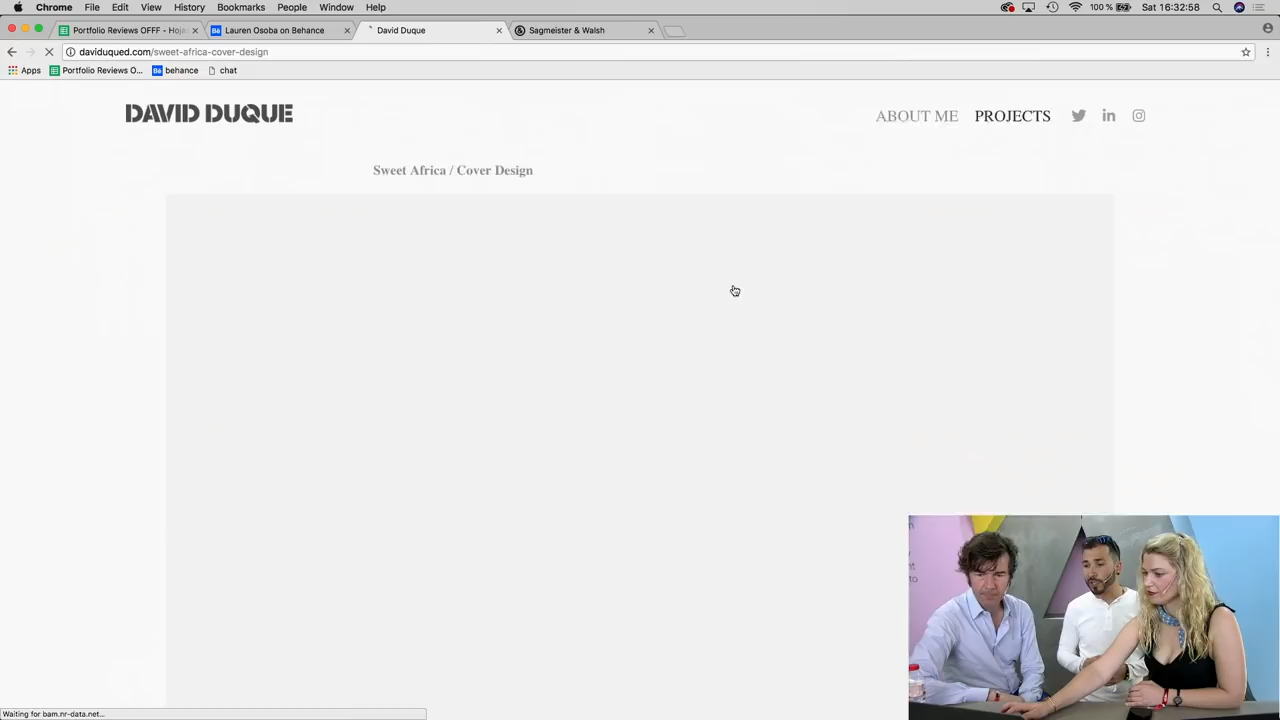 Chrome File Edit View History Bookmarks People Window Help 100 % Sat 16:32:58
Portfolio Reviews OFFF - Hoja Lauren Osoba on Behance David Duque Sagmeister & Walsh
daviduqued.com/sweet-africa-cover-design
Apps Portfolio Reviews O... Bē behance chat
DAVID DUQUE ABOUT ME PROJECTS
Sweet Africa / Cover Design
Waiting for bam.nr-data.net...